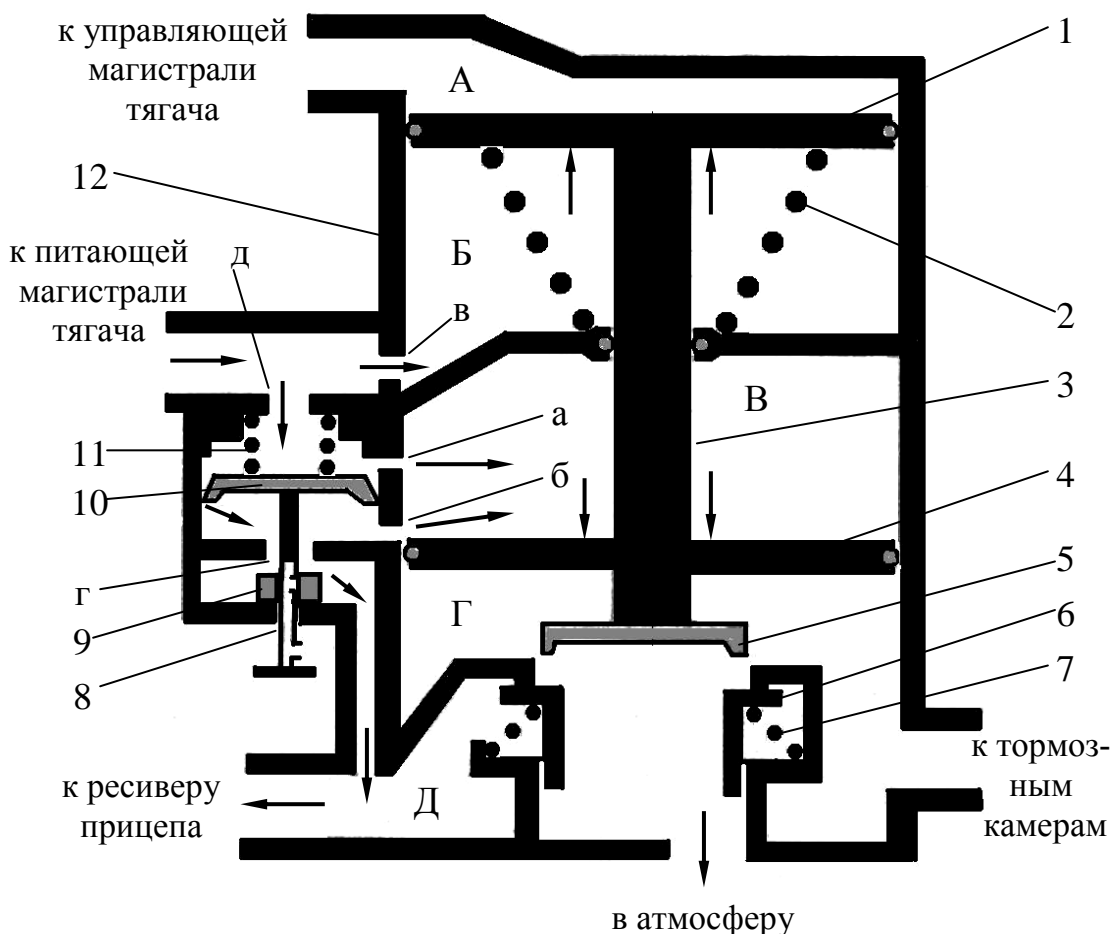 к управляющей
магистрали
тягача
А
1
12
к питающей
магистрали
тягача
д
Б
в
2
В
3
а
11
б
10
4
г
9
8
Г
5
6
7
к ресиверу
прицепа
Д
к тормоз-
ным
камерам
в атмосферу